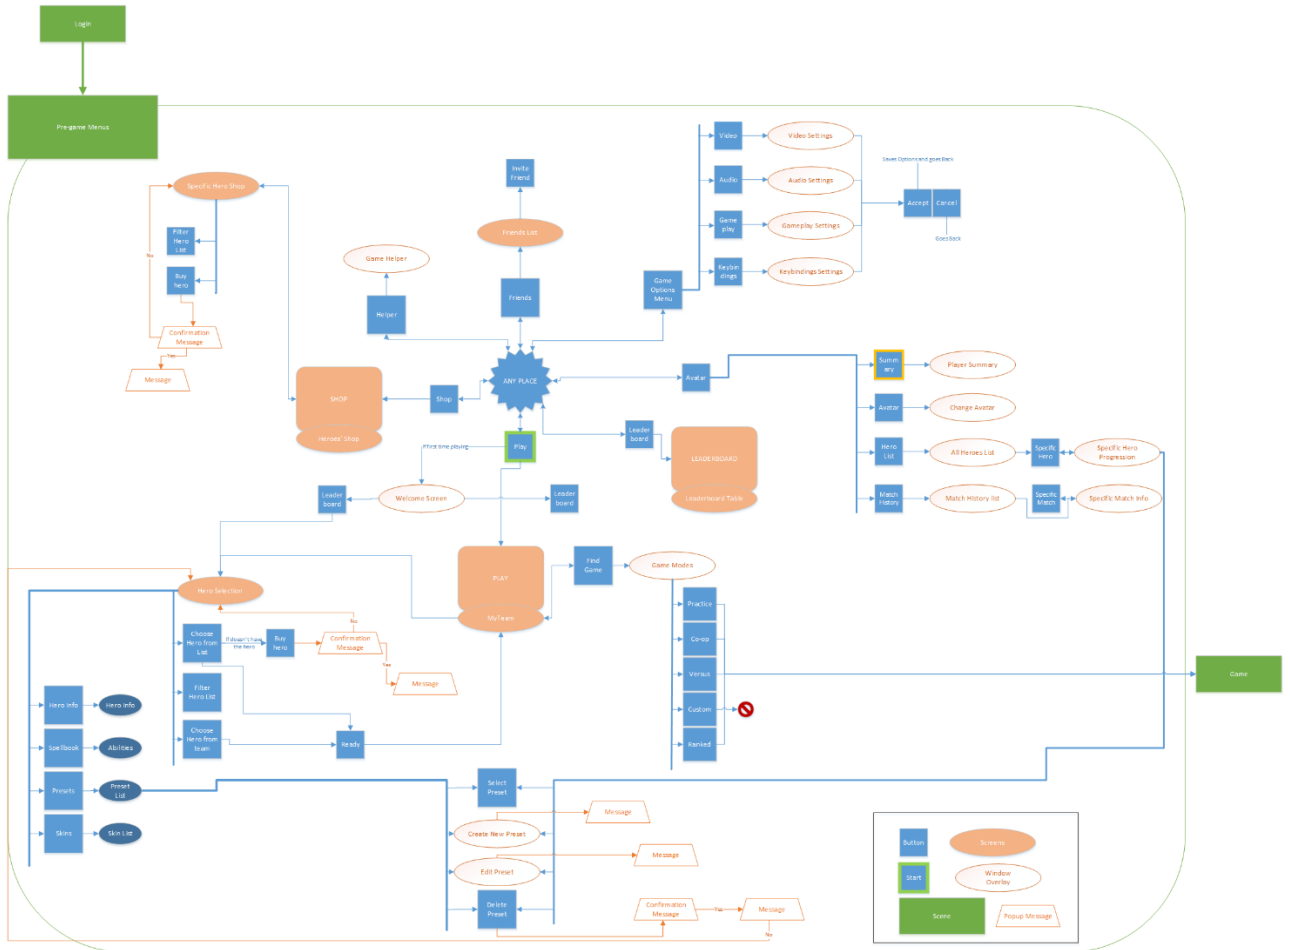 Login
Pre-game Menus
Specific Hero Shop
Filter
Hero
List
Buy
hero
No
Confirmation
Message
Yes
Message
Invite
Friend
Friends List
Friends
Game Helper
Helper
Game
Options
Menu
Video
Video Settings
Audio
Audio Settings
Game
play
Gameplay Settings
Keybin
dings
Keybindings Settings
Saves Options and goes Back
Accept
Cancel
Goes Back
ANY PLACE
SHOP
Heroes' Shop
Shop
Play
If first time playing
Avatar
Summ
ary
Player Summary
Avatar
Change Avatar
Hero
List
All Heroes List
Specific
Hero
Specific Hero
Progression
Match
History
Match History list
Specific
Match
Specific Match Info
Leader
board
LEADERBOARD
Leaderboard Table
Leader
board
Welcome Screen
Leader
board
PLAY
MyTeam
Find
Game
Game Modes
Practice
Co-op
Versus
Custom
Ranked
Game
Hero Selection
Choose
Hero from
List
If doesn't have
the hero
Buy
hero
No
Confirmation
Message
Yes
Message
Filter
Hero List
Choose
Hero from
team
Ready
Hero Info
Hero Info
Spellbook
Abilities
Presets
Preset
List
Skins
Skin List
Select
Preset
Create New Preset
Message
Edit Preset
Message
Delete
Preset
Confirmation
Message
Yes
Message
No
Button
Screens
Start
Window
Overlay
Scene
Popup Message